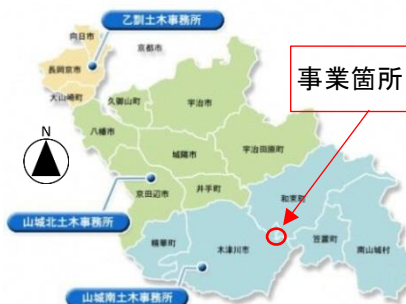 乙訓土木事務所
向日市
京都市
長岡京市
大山崎町
久御山町
宇治市
事業箇所
八幡市
N
城陽市
宇治田原町
京田辺市
井手町
和束町
山城北土木事務所
精華町
木津川市
笠置町
南山城村
山城南土木事務所